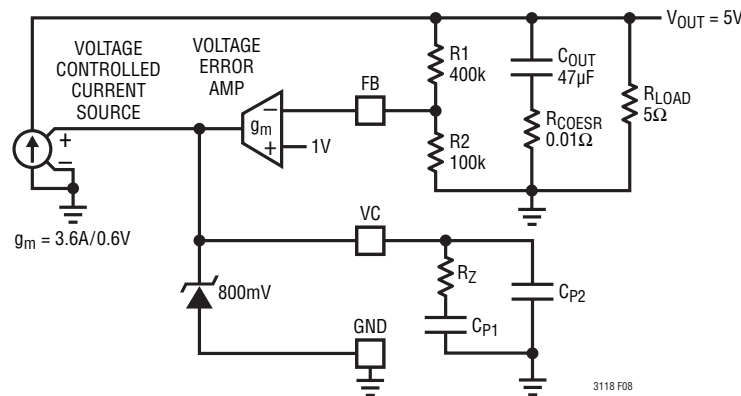 VOUT = 5V
VOLTAGE
CONTROLLED
CURRENT
SOURCE
VOLTAGE
ERROR
AMP
FB
R1
400k
COUT
47µF
RLOAD
5Ω
+
–
gm
–
+
1V
R2
100k
RCOESR
0.01Ω
gm = 3.6A/0.6V
VC
800mV
RZ
CP1
CP2
GND
3118 F08